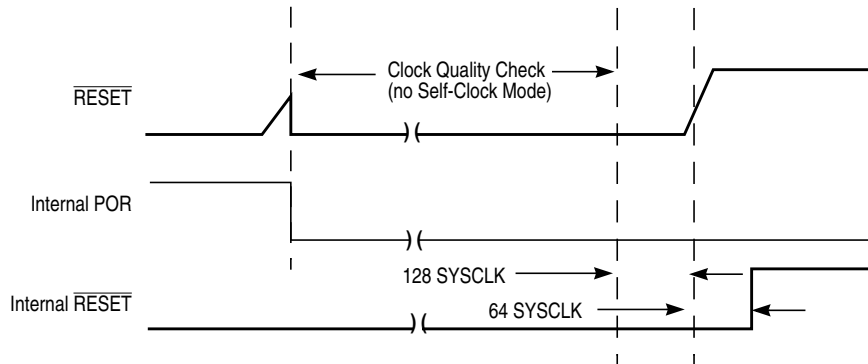 Clock Quality Check
(no Self-Clock Mode)
RESET
)(
Internal POR
)(
128 SYSCLK
Internal RESET
64 SYSCLK
)(